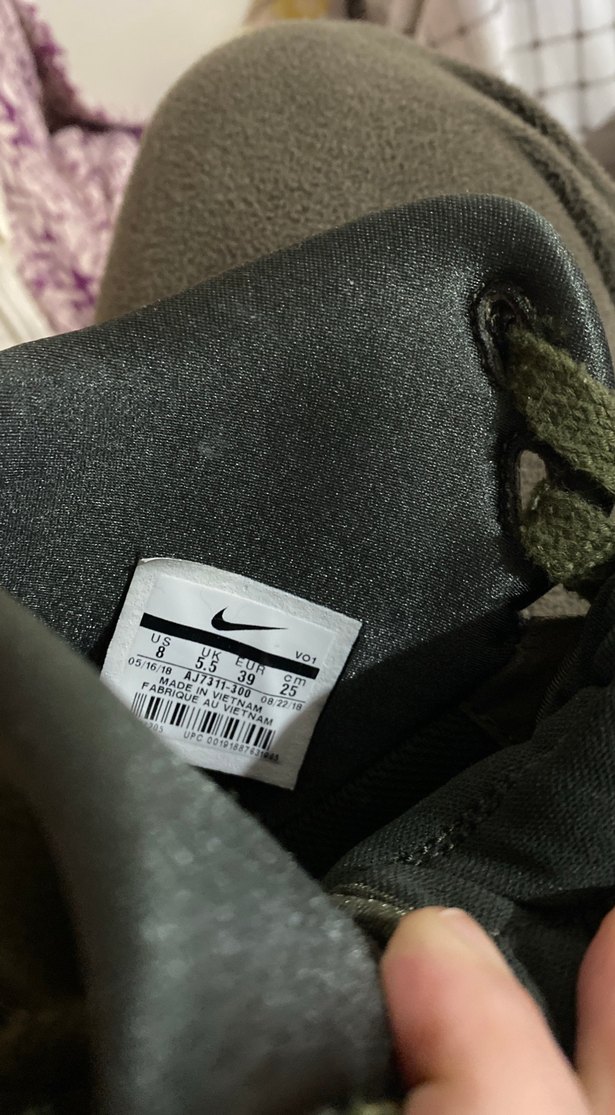 US UK EUR cm VO1
8 5.5 39 25
05/16/18 AJ7311-300 08/22/18
MADE IN VIETNAM
FABRIQUE AU VIETNAM